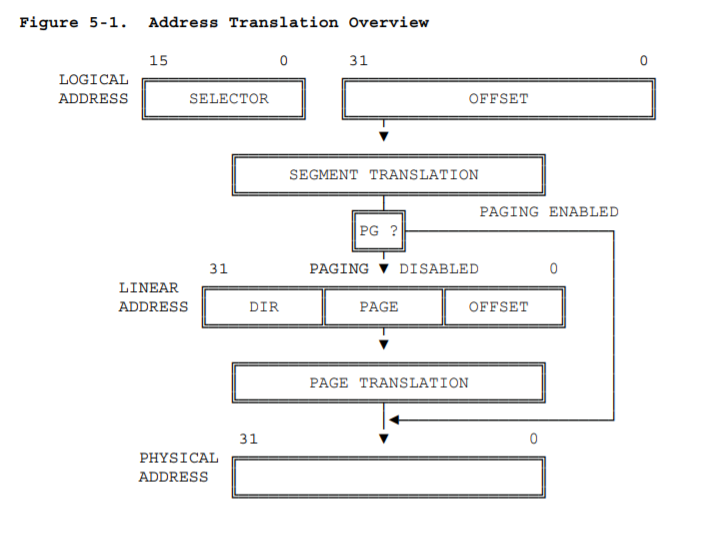 Figure 5-1. Address Translation Overview
15 0 31 0
LOGICAL
ADDRESS SELECTOR OFFSET
SEGMENT TRANSLATION
PAGING ENABLED
PG ?
31 PAGING DISABLED 0
LINEAR
ADDRESS DIR PAGE OFFSET
PAGE TRANSLATION
31 0
PHYSICAL
ADDRESS